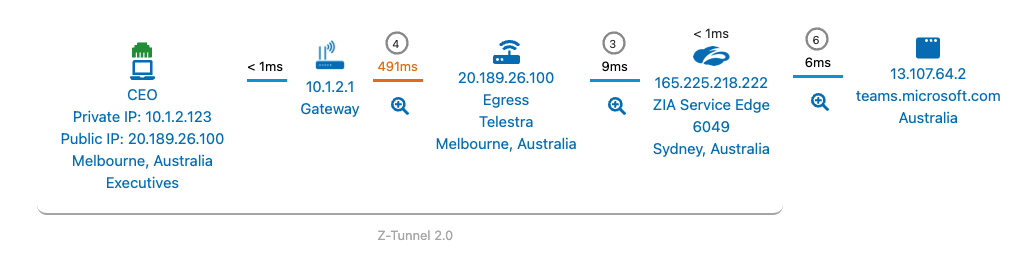 CEO
Private IP: 10.1.2.123
Public IP: 20.189.26.100
Melbourne, Australia
Executives
< 1ms
10.1.2.1
Gateway
4
491ms
20.189.26.100
Egress
Telestra
Melbourne, Australia
3
9ms
< 1ms
165.225.218.222
ZIA Service Edge
6049
Sydney, Australia
6
6ms
13.107.64.2
teams.microsoft.com
Australia
Z-Tunnel 2.0